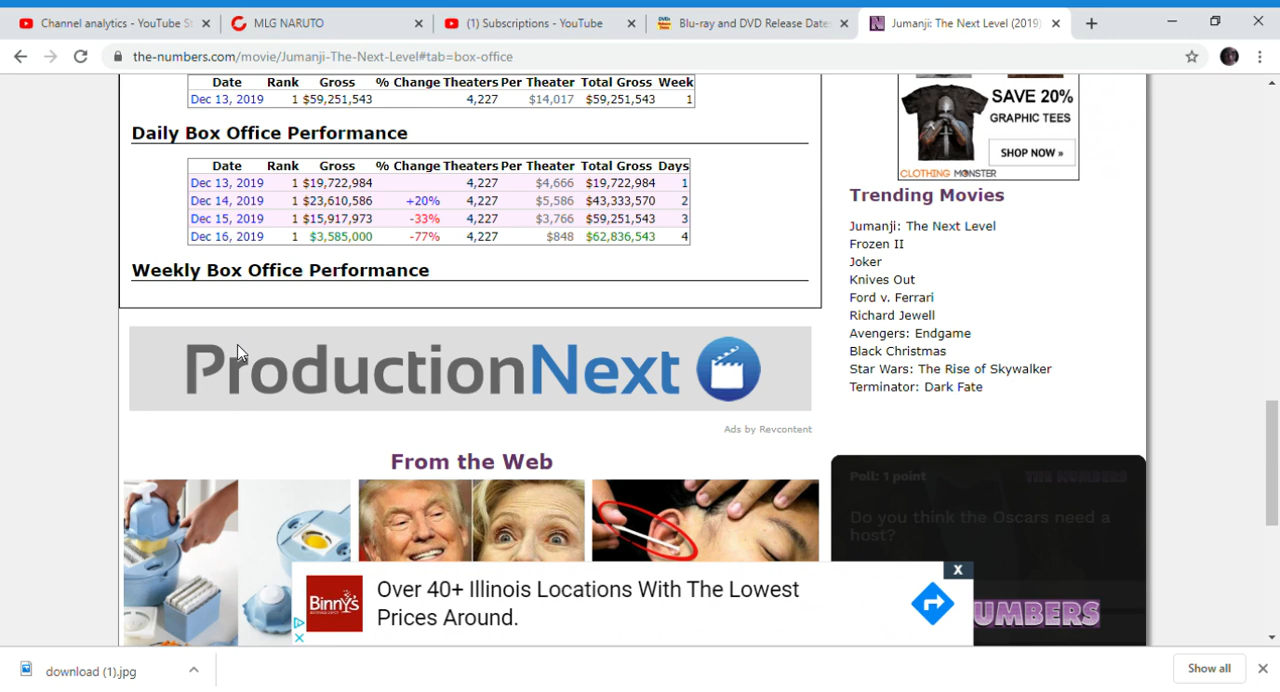 Channel analytics - YouTube St
MLG NARUTO
(1) Subscriptions - YouTube
Blu-ray and DVD Release Dates
Jumanji: The Next Level (2019)
the-numbers.com/movie/Jumanji-The-Next-Level#tab=box-office
Date Rank Gross % Change Theaters Per Theater Total Gross Week
Dec 13, 2019 1 $59,251,543 4,227 $14,017 $59,251,543 1
Daily Box Office Performance
Date Rank Gross % Change Theaters Per Theater Total Gross Days
Dec 13, 2019 1 $19,722,984 4,227 $4,666 $19,722,984 1
Dec 14, 2019 1 $23,610,586 +20% 4,227 $5,586 $43,333,570 2
Dec 15, 2019 1 $15,917,973 -33% 4,227 $3,766 $59,251,543 3
Dec 16, 2019 1 $3,585,000 -77% 4,227 $848 $62,836,543 4
Weekly Box Office Performance
ProductionNext
Ads by Revcontent
From the Web
SAVE 20%
GRAPHIC TEES
SHOP NOW »
CLOTHING MONSTER
Trending Movies
Jumanji: The Next Level
Frozen II
Joker
Knives Out
Ford v. Ferrari
Richard Jewell
Avengers: Endgame
Black Christmas
Star Wars: The Rise of Skywalker
Terminator: Dark Fate
Poll: 1 point
THE NUMBERS
Do you think the Oscars need a
host?
NUMBERS
X
Binny's
Over 40+ Illinois Locations With The Lowest
Prices Around.
download (1).jpg
Show all